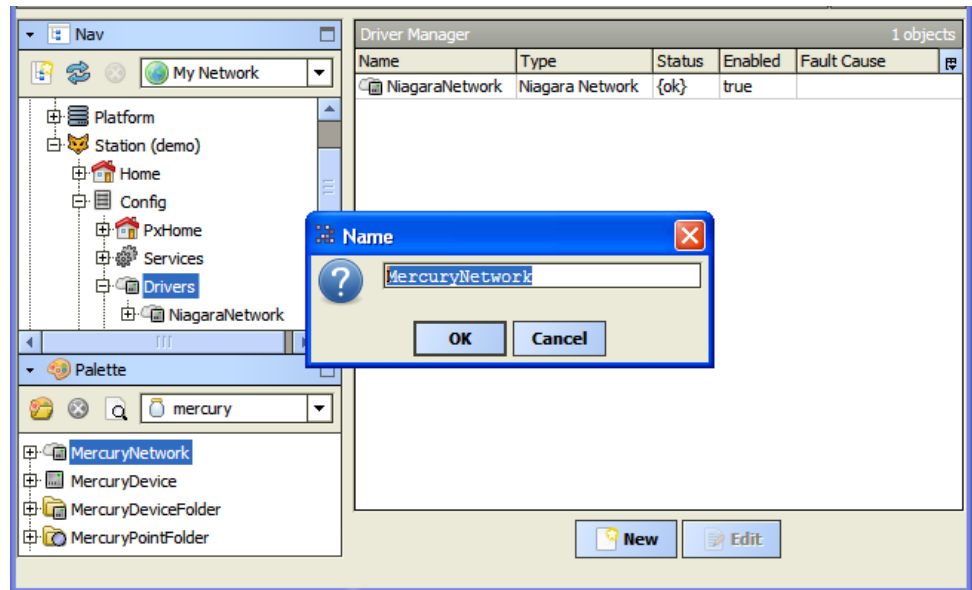 Nav
My Network
Platform
Station (demo)
Home
Config
PxHome
Services
Drivers
NiagaraNetwork
Palette
mercury
MercuryNetwork
MercuryDevice
MercuryDeviceFolder
MercuryPointFolder
Driver Manager 1 objects
Name Type Status Enabled Fault Cause
NiagaraNetwork Niagara Network {ok} true
Name
MercuryNetwork
OK Cancel
New Edit